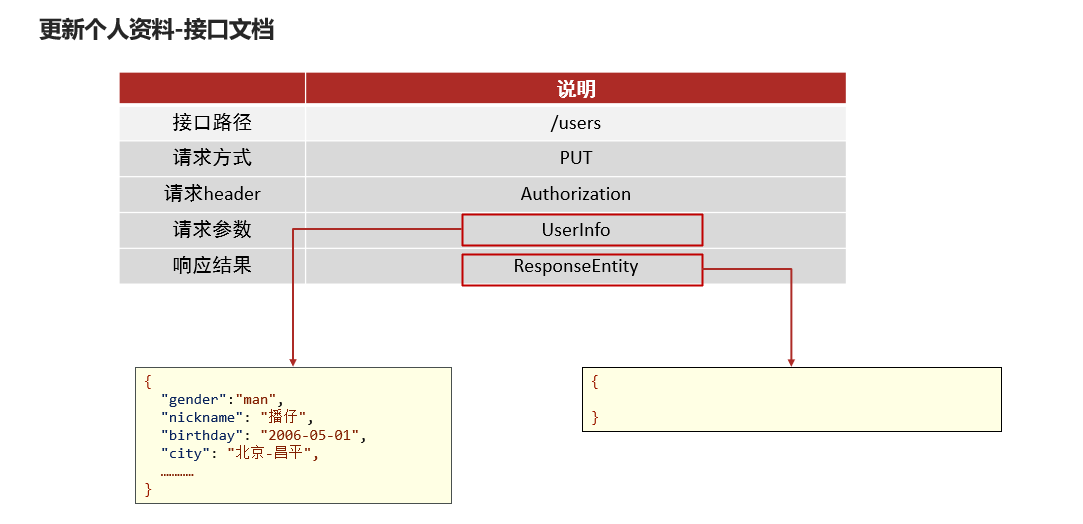 更新个人资料-接口文档
说明
接口路径 /users
请求方式 PUT
请求header Authorization
请求参数 UserInfo
响应结果 ResponseEntity
{
"gender":"man",
"nickname": "播仔",
"birthday": "2006-05-01",
"city": "北京-昌平",
…………
}
{
}